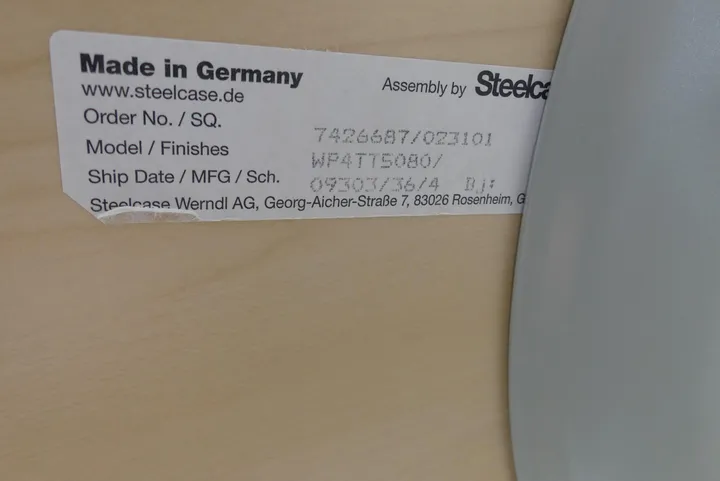 Made in Germany
www.steelcase.de
Assembly by Steelca
Order No. / SQ. 7426687/023101
Model / Finishes WP4TT5080/
Ship Date / MFG / Sch. 09303/36/4 Bj:
Steelcase Werndl AG, Georg-Aicher-Straße 7, 83026 Rosenheim, G